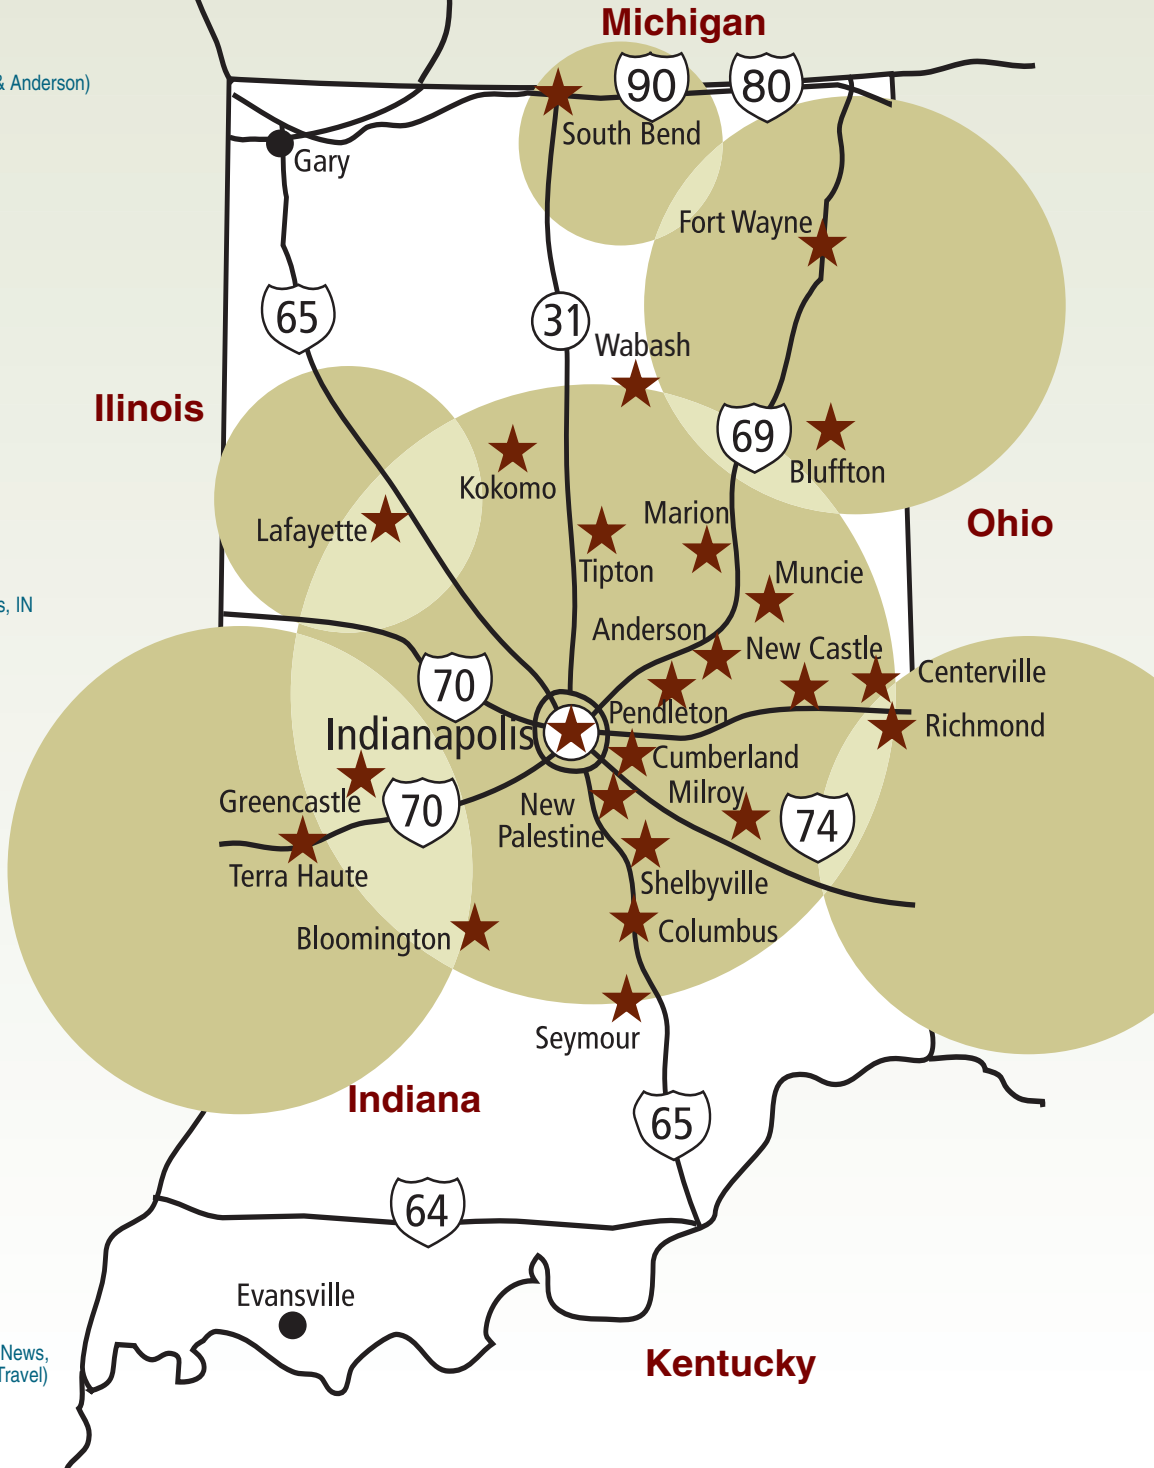 Michigan
& Anderson)
90
80
South Bend
Gary
Fort Wayne
65
31
Wabash
Ilinois
69
Bluffton
Kokomo
Marion
Lafayette
Ohio
Tipton
Muncie
s, IN
Anderson
New Castle
Centerville
70
Pendleton
Richmond
Indianapolis
Cumberland
Greencastle
70
New
Palestine
Milroy
74
Terra Haute
Shelbyville
Bloomington
Columbus
Seymour
Indiana
65
64
Evansville
News,
Travel)
Kentucky